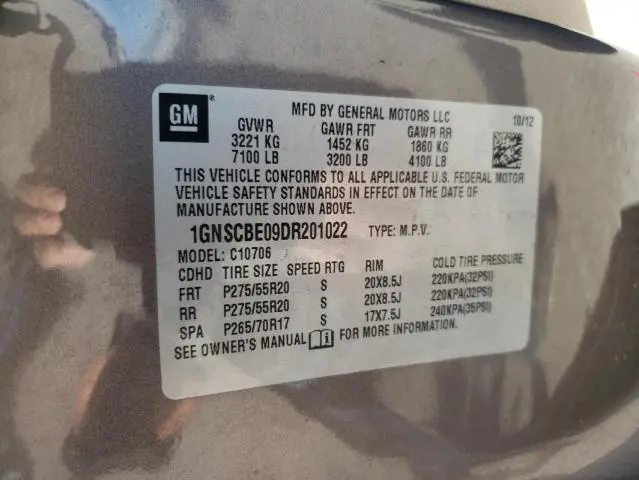 GM
MFD BY GENERAL MOTORS LLC 10/12
GVWR GAWR FRT GAWR RR
3221 KG 1452 KG 1860 KG
7100 LB 3200 LB 4100 LB
THIS VEHICLE CONFORMS TO ALL APPLICABLE U.S. FEDERAL MOTOR
VEHICLE SAFETY STANDARDS IN EFFECT ON THE DATE OF
MANUFACTURE SHOWN ABOVE.
1GNSCBE09DR201022 TYPE: M.P.V.
MODEL: C10706
CDHD TIRE SIZE SPEED RTG RIM COLD TIRE PRESSURE
FRT P275/55R20 S 20X8.5J 220KPA(32PSI)
RR P275/55R20 S 20X8.5J 220KPA(32PSI)
SPA P265/70R17 S 17X7.5J 240KPA(35PSI)
SEE OWNER'S MANUAL i FOR MORE INFORMATION.